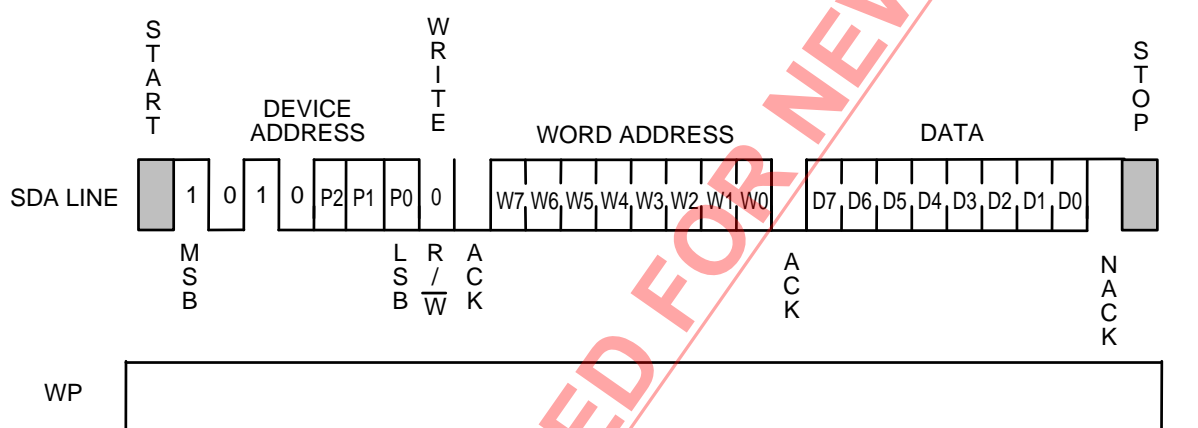 START
WRITE
STOP
DEVICE
ADDRESS
WORD ADDRESS
DATA
SDA LINE
1 0 1 0 P2 P1 P0 0 W7 W6 W5 W4 W3 W2 W1 W0 D7 D6 D5 D4 D3 D2 D1 D0
MSB
LSB
R/W
ACK
ACK
NACK
WP
ED FOR NEW